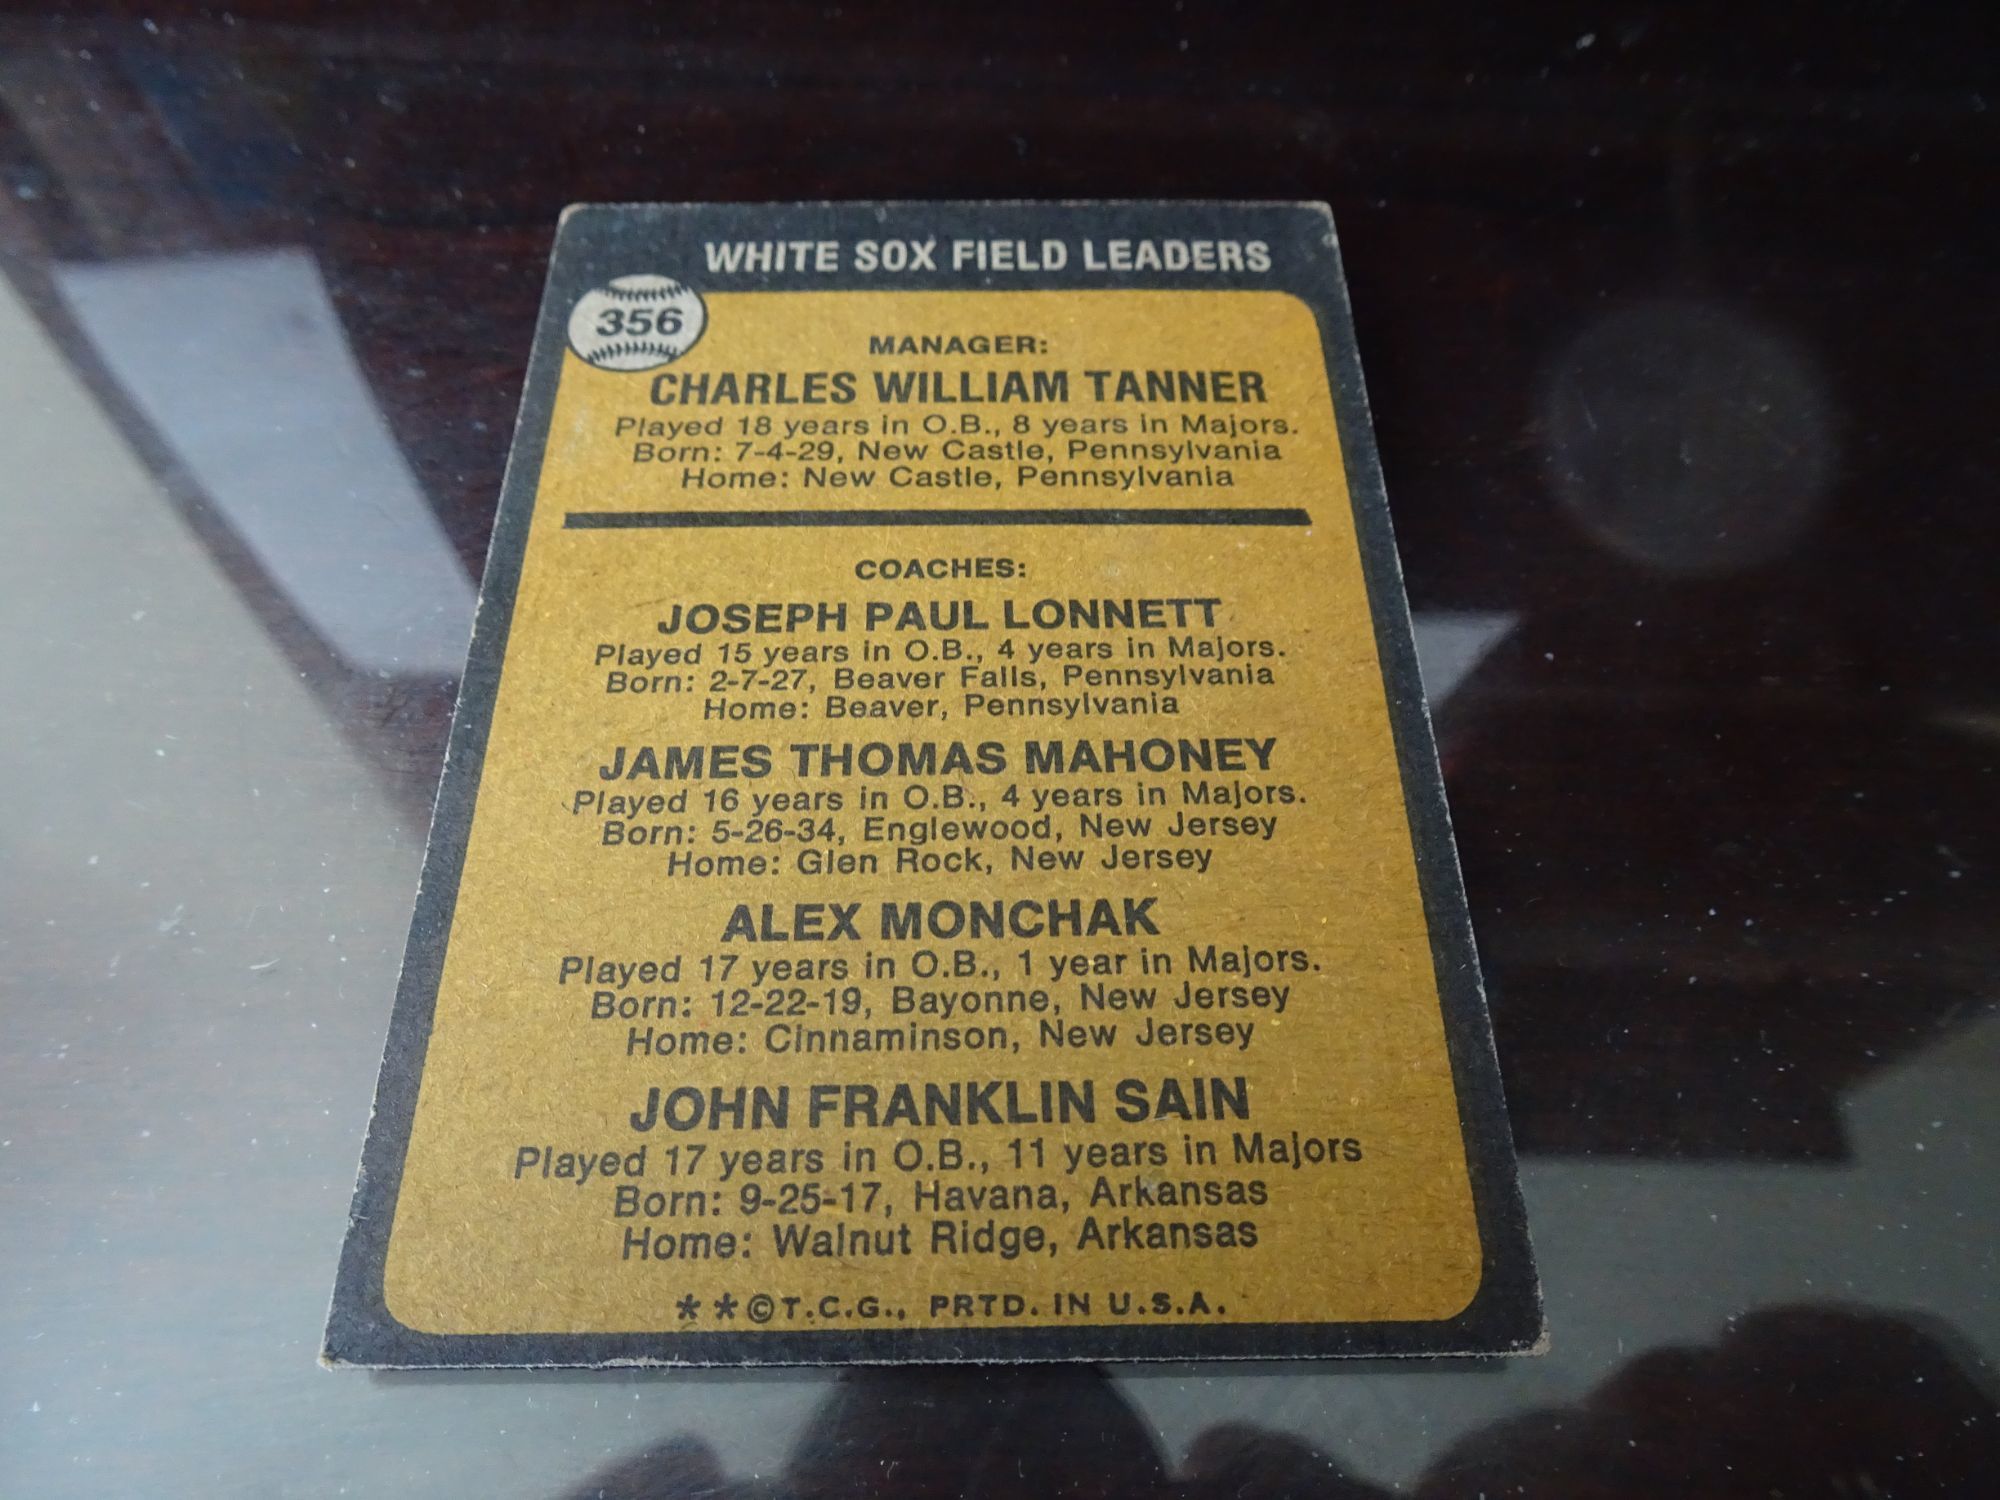 WHITE SOX FIELD LEADERS
356
MANAGER:
CHARLES WILLIAM TANNER
Played 18 years in O.B., 8 years in Majors.
Born: 7-4-29, New Castle, Pennsylvania
Home: New Castle, Pennsylvania
COACHES:
JOSEPH PAUL LONNETT
Played 15 years in O.B., 4 years in Majors.
Born: 2-7-27, Beaver Falls, Pennsylvania
Home: Beaver, Pennsylvania
JAMES THOMAS MAHONEY
Played 16 years in O.B., 4 years in Majors.
Born: 5-26-34, Englewood, New Jersey
Home: Glen Rock, New Jersey
ALEX MONCHAK
Played 17 years in O.B., 1 year in Majors.
Born: 12-22-19, Bayonne, New Jersey
Home: Cinnaminson, New Jersey
JOHN FRANKLIN SAIN
Played 17 years in O.B., 11 years in Majors
Born: 9-25-17, Havana, Arkansas
Home: Walnut Ridge, Arkansas
* * © T.C.G., PRTD. IN U.S.A.